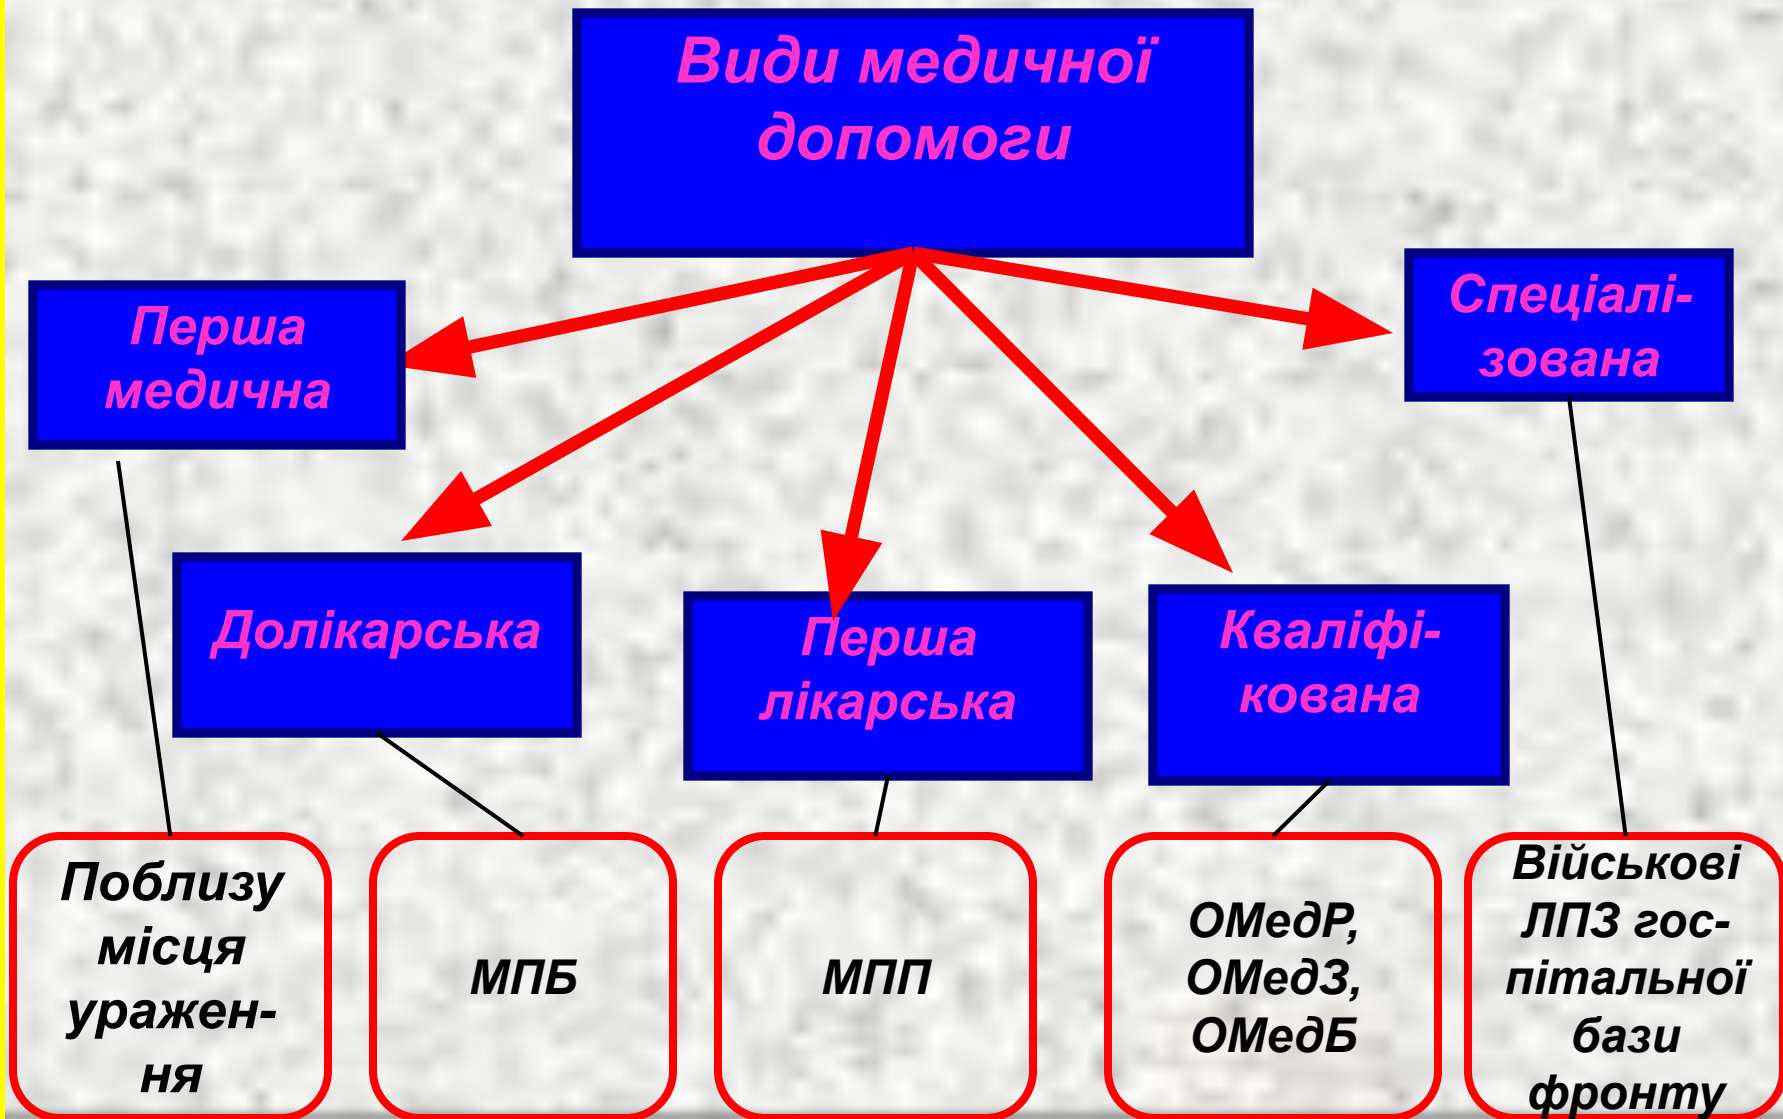 Види медичної
допомоги
Перша
медична
Спеціалі-
зована
Долікарська
Перша
лікарська
Кваліфі-
кована
Поблизу
місця
уражен-
ня
МПБ
МПП
ОМедР,
ОМедЗ,
ОМедБ
Військові
ЛПЗ гос-
пітальної
бази
фронту